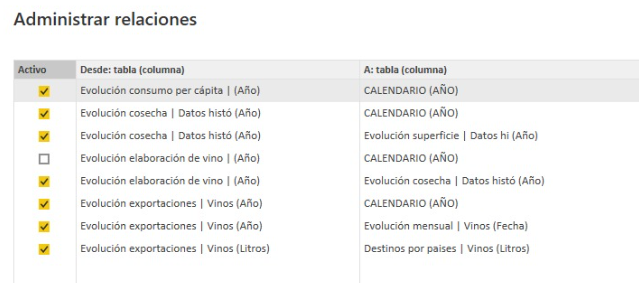 Administrar relaciones
Activo Desde: tabla (columna) A: tabla (columna)
Evolución consumo per cápita | (Año) CALENDARIO (AÑO)
Evolución cosecha | Datos histó (Año) CALENDARIO (AÑO)
Evolución cosecha | Datos histó (Año) Evolución superficie | Datos hi (Año)
Evolución elaboración de vino | (Año) CALENDARIO (AÑO)
Evolución elaboración de vino | (Año) Evolución cosecha | Datos histó (Año)
Evolución exportaciones | Vinos (Año) CALENDARIO (AÑO)
Evolución exportaciones | Vinos (Año) Evolución mensual | Vinos (Fecha)
Evolución exportaciones | Vinos (Litros) Destinos por paises | Vinos (Litros)